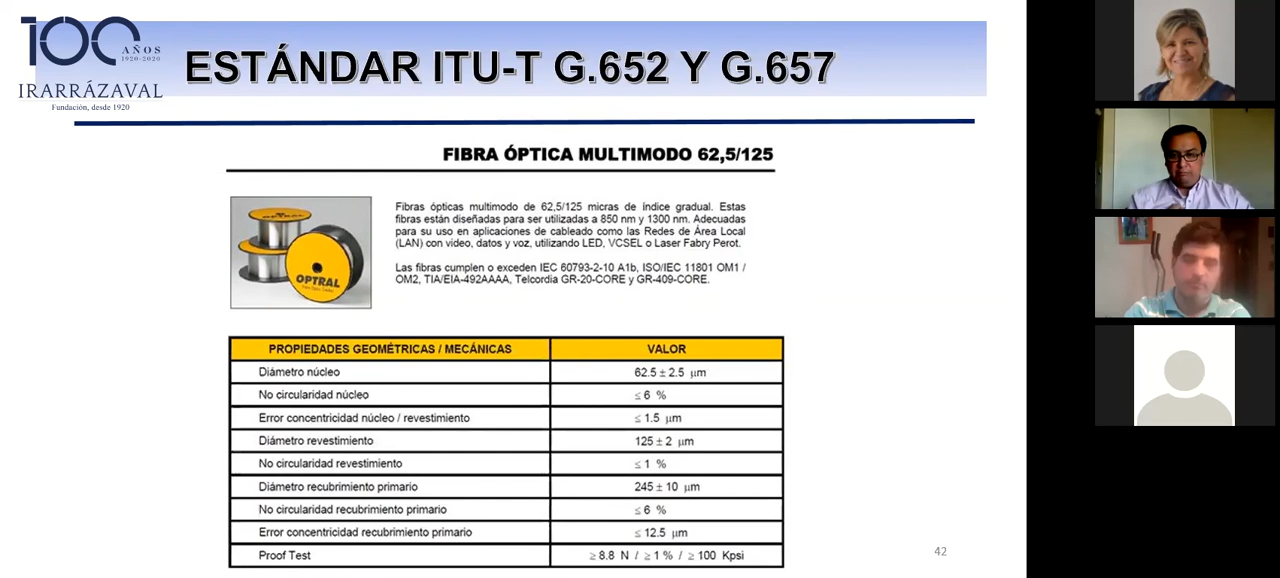 100 AÑOS
1920-2020
IRARRÁZAVAL
Fundación, desde 1920
ESTÁNDAR ITU-T G.652 Y G.657
FIBRA ÓPTICA MULTIMODO 62,5/125
OPTRAL
Fibras ópticas multimodo de 62,5/125 micras de índice gradual. Estas
fibras están diseñadas para ser utilizadas a 850 nm y 1300 nm. Adecuadas
para su uso en aplicaciones de cableado como las Redes de Área Local
(LAN) con video, datos y voz, utilizando LED, VCSEL o Laser Fabry Perot.
Las fibras cumplen o exceden IEC 60793-2-10 A1b, ISO/IEC 11801 OM1 /
OM2, TIA/EIA-492AAAA, Telcordia GR-20-CORE y GR-409-CORE.
PROPIEDADES GEOMÉTRICAS / MECÁNICAS VALOR
Diámetro núcleo 62.5 ± 2.5 µm
No circularidad núcleo ≤ 6 %
Error concentricidad núcleo / revestimiento ≤ 1.5 µm
Diámetro revestimiento 125 ± 2 µm
No circularidad revestimiento ≤ 1 %
Diámetro recubrimiento primario 245 ± 10 µm
No circularidad recubrimiento primario ≤ 6 %
Error concentricidad recubrimiento primario ≤ 12.5 µm
Proof Test ≥ 8.8 N / ≥ 1 % / ≥ 100 Kpsi
42